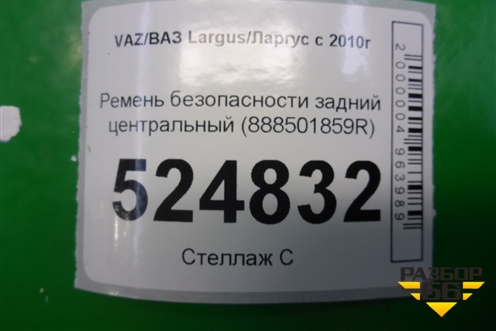 VAZ/ВАЗ Largus/Ларгус с 2010г
Ремень безопасности задний
центральный (888501859R)
524832
Стеллаж С
2000004963989
РАЗБОР
66